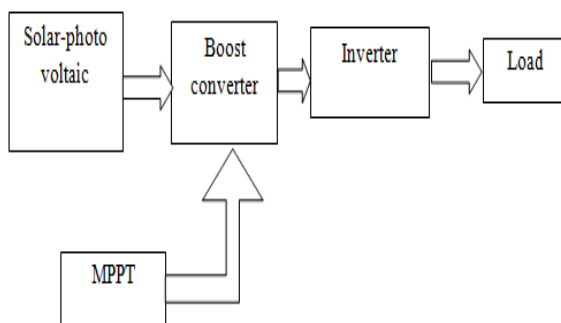 Solar-photo
voltaic
Boost
converter
Inverter
Load
MPPT